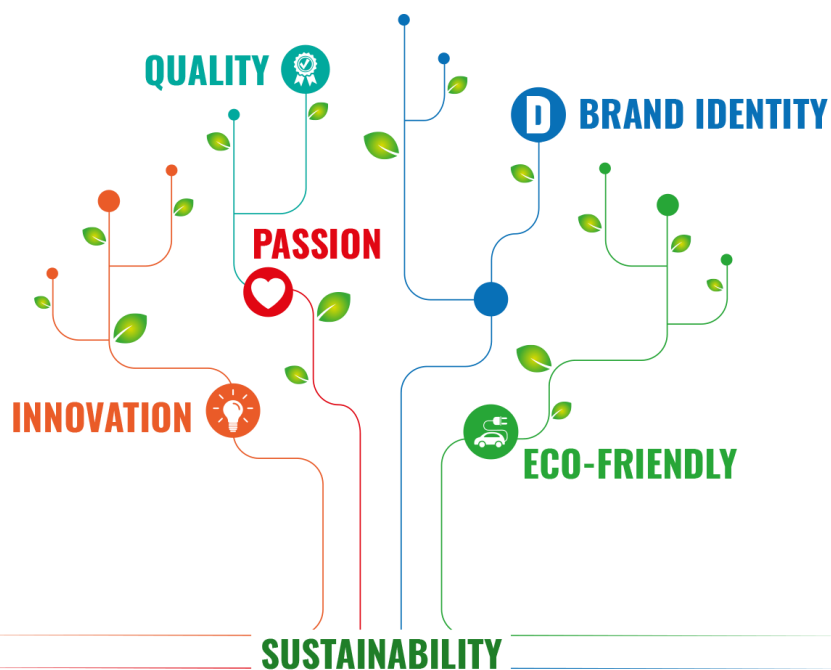 QUALITY
D BRAND IDENTITY
PASSION
INNOVATION
ECO-FRIENDLY
SUSTAINABILITY